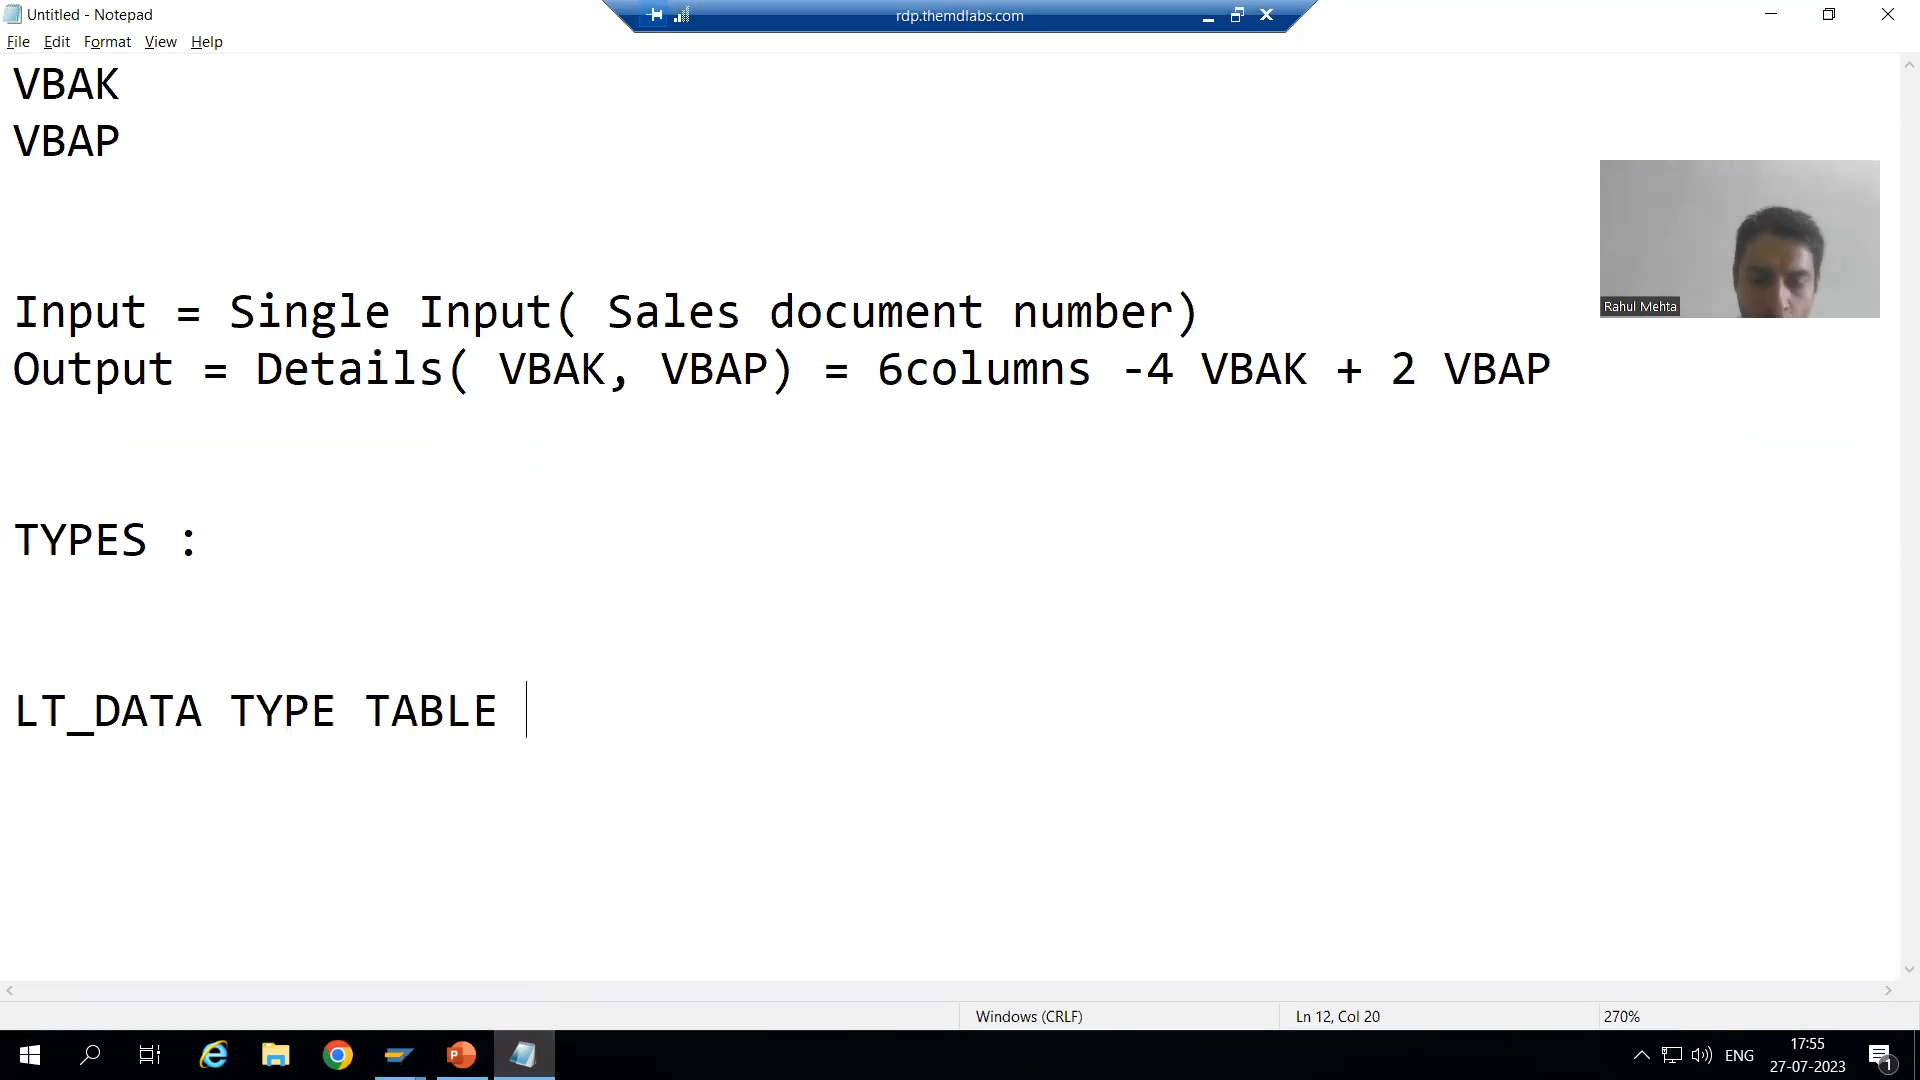 Untitled - Notepad
rdp.themdlabs.com
File Edit Format View Help
VBAK
VBAP
Rahul Mehta
Input = Single Input( Sales document number)
Output = Details( VBAK, VBAP) = 6columns -4 VBAK + 2 VBAP
TYPES :
LT_DATA TYPE TABLE
Windows (CRLF)
Ln 12, Col 20
270%
ENG
17:55
27-07-2023
1